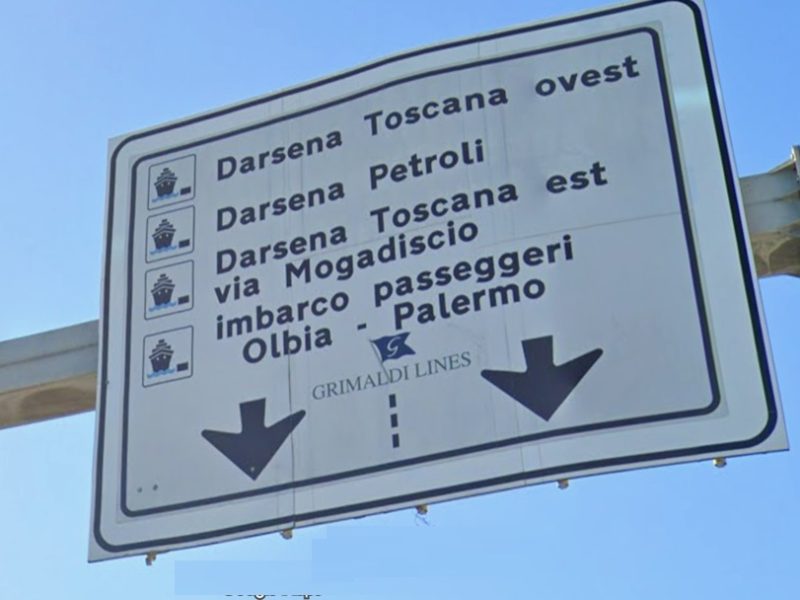 Darsena Toscana ovest
Darsena Petroli
Darsena Toscana est
via Mogadiscio
imbarco passeggeri
Olbia - Palermo
G
GRIMALDI LINES